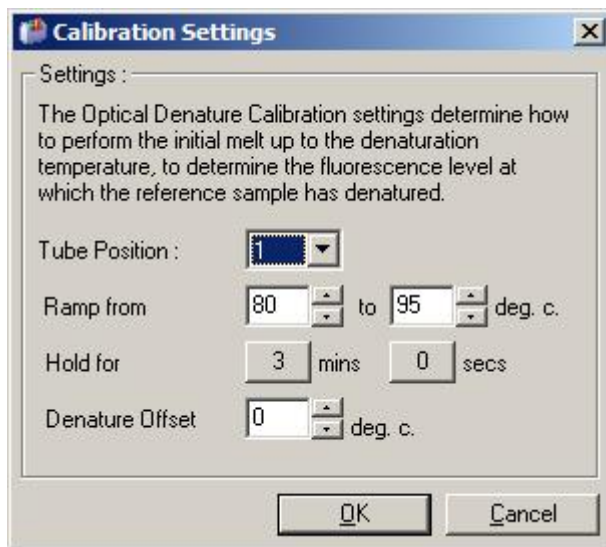 Calibration Settings
Settings :
The Optical Denature Calibration settings determine how
to perform the initial melt up to the denaturation
temperature, to determine the fluorescence level at
which the reference sample has denatured.
Tube Position : 1
Ramp from 80 to 95 deg. c.
Hold for 3 mins 0 secs
Denature Offset 0 deg. c.
OK Cancel